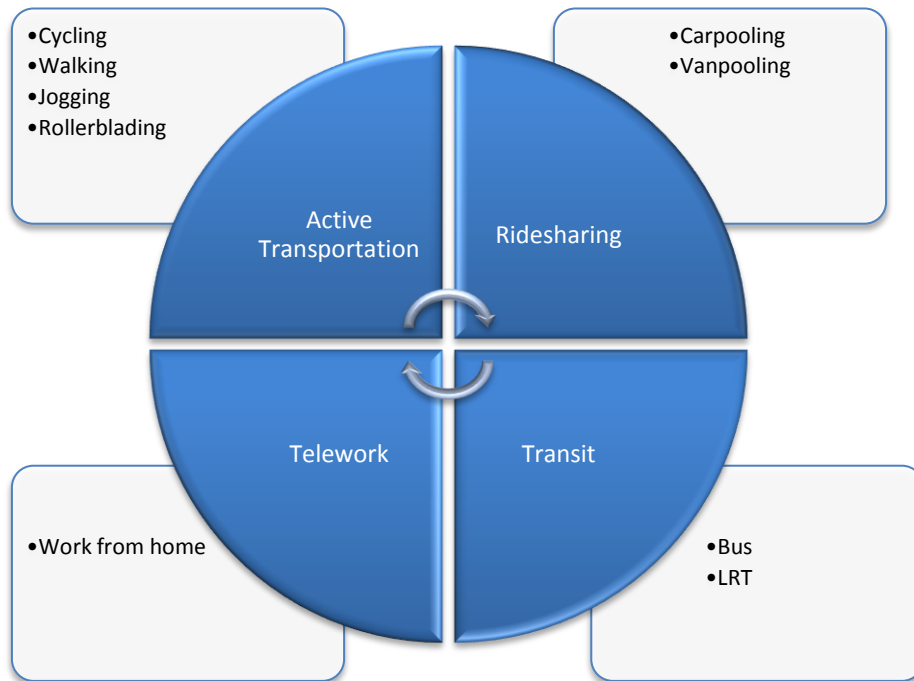 •Cycling
•Walking
•Jogging
•Rollerblading
•Carpooling
•Vanpooling
Active
Transportation
Ridesharing
Telework
Transit
•Work from home
•Bus
•LRT